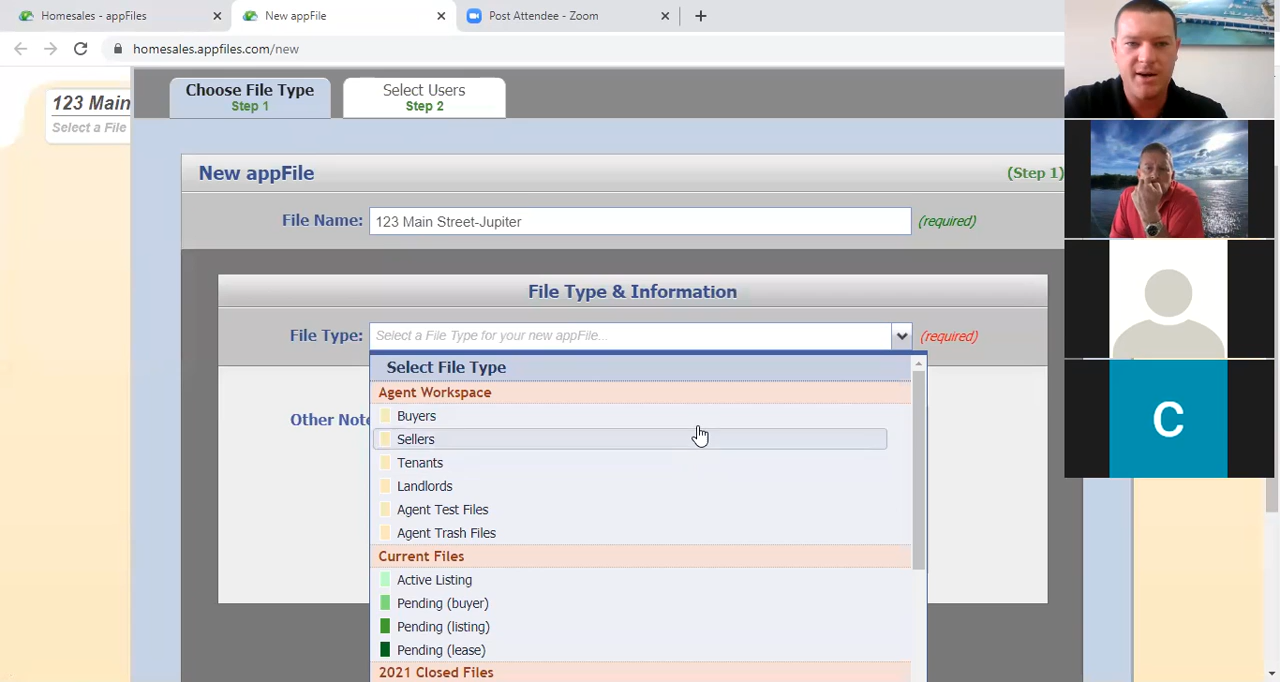 Homesales - appFiles
New appFile
Post Attendee - Zoom
homesales.appfiles.com/new
Choose File Type
Step 1
Select Users
Step 2
123 Main
Select a File
New appFile
(Step 1)
File Name:
123 Main Street-Jupiter
(required)
File Type & Information
File Type:
Select a File Type for your new appFile...
(required)
Select File Type
Agent Workspace
Buyers
Sellers
Tenants
Landlords
Agent Test Files
Agent Trash Files
Other Note
Current Files
Active Listing
Pending (buyer)
Pending (listing)
Pending (lease)
2021 Closed Files
C